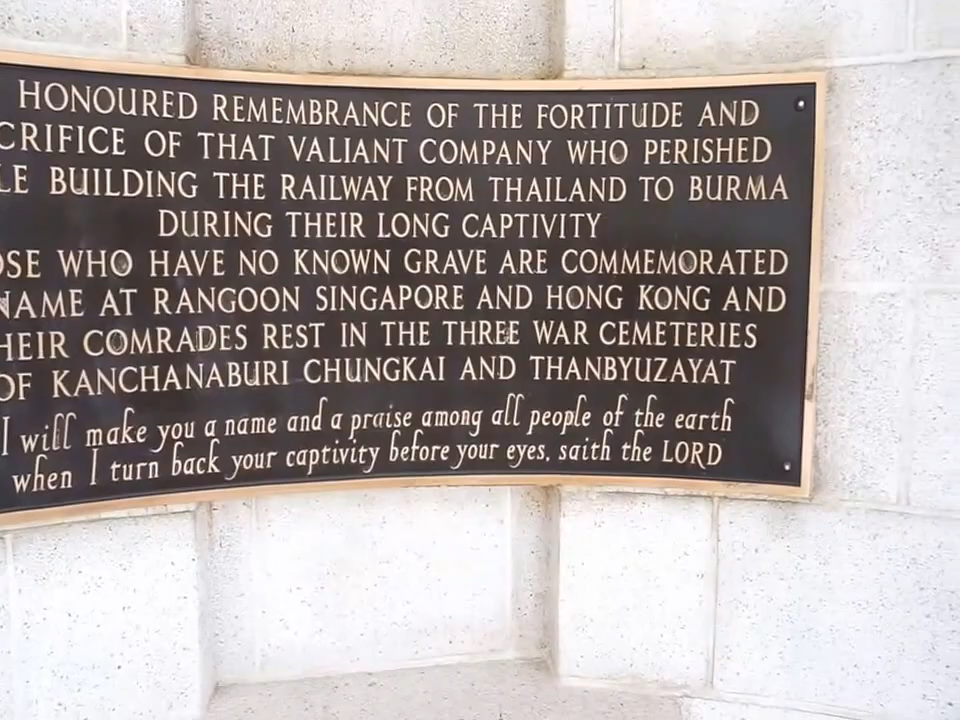 HONOURED REMEMBRANCE OF THE FORTITUDE AND
CRIFICE OF THAT VALIANT COMPANY WHO PERISHED
LE BUILDING THE RAILWAY FROM THAILAND TO BURMA
DURING THEIR LONG CAPTIVITY
OSE WHO HAVE NO KNOWN GRAVE ARE COMMEMORATED
NAME AT RANGOON SINGAPORE AND HONG KONG AND
HEIR COMRADES REST IN THE THREE WAR CEMETERIES
OF KANCHANABURI CHUNGKAI AND THANBYUZAYAT
I will make you a name and a praise among all people of the earth
when I turn back your captivity before your eyes, saith the LORD